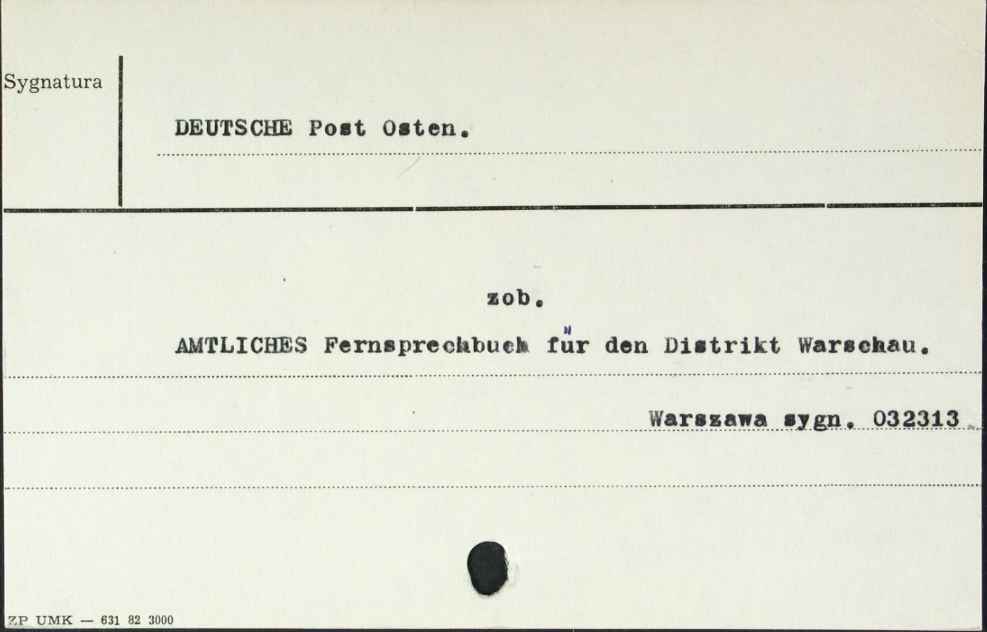 Sygnatura
DEUTSCHE Post Osten.
zob.
AMTLICHES Fernsprechbuch für den Distrikt Warschau.
Warszawa sygn. 032313
ZP UMK — 631 82 3000